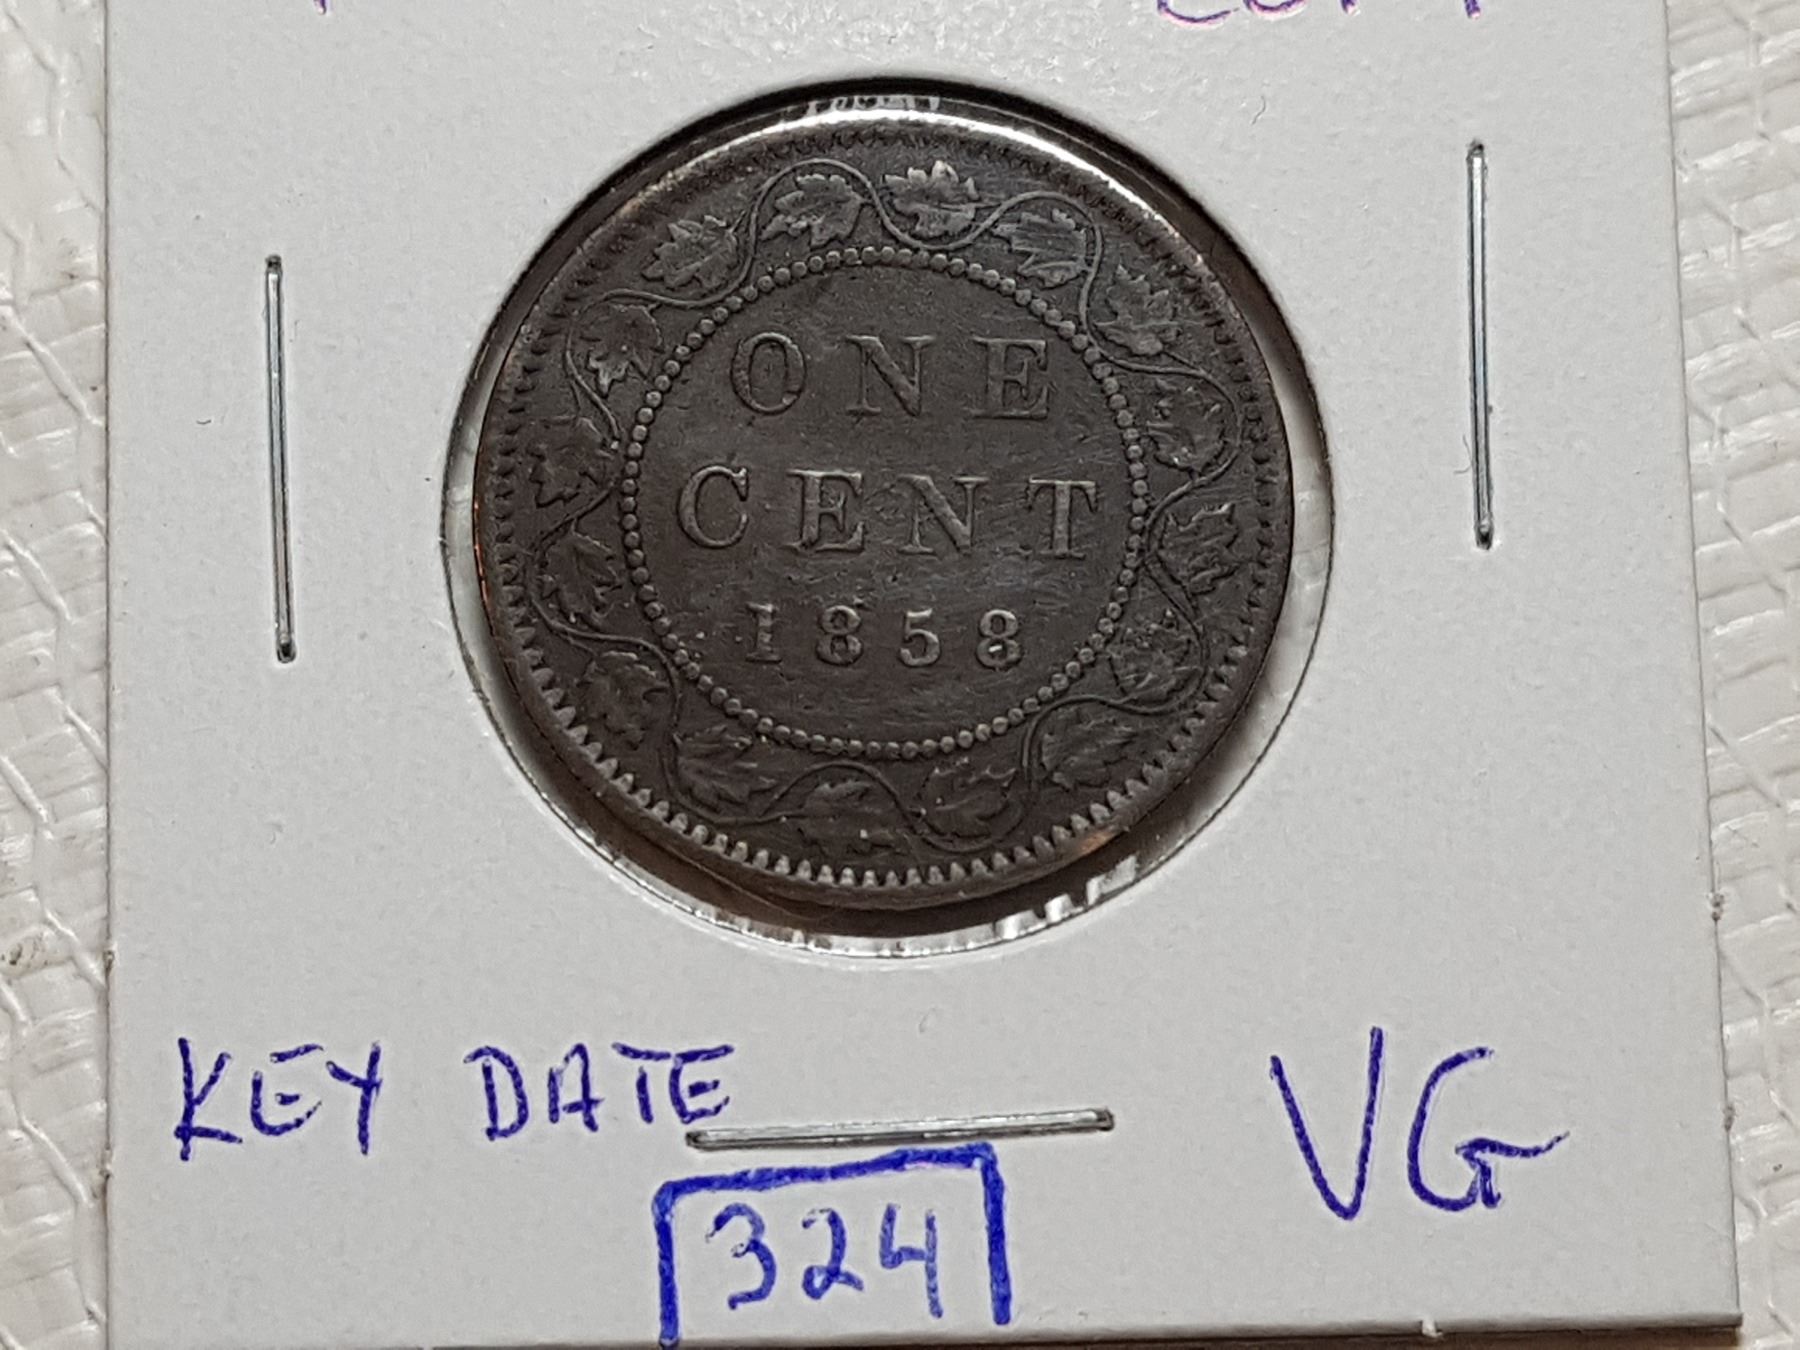 ONE
CENT
1858
KEY DATE
VG
324